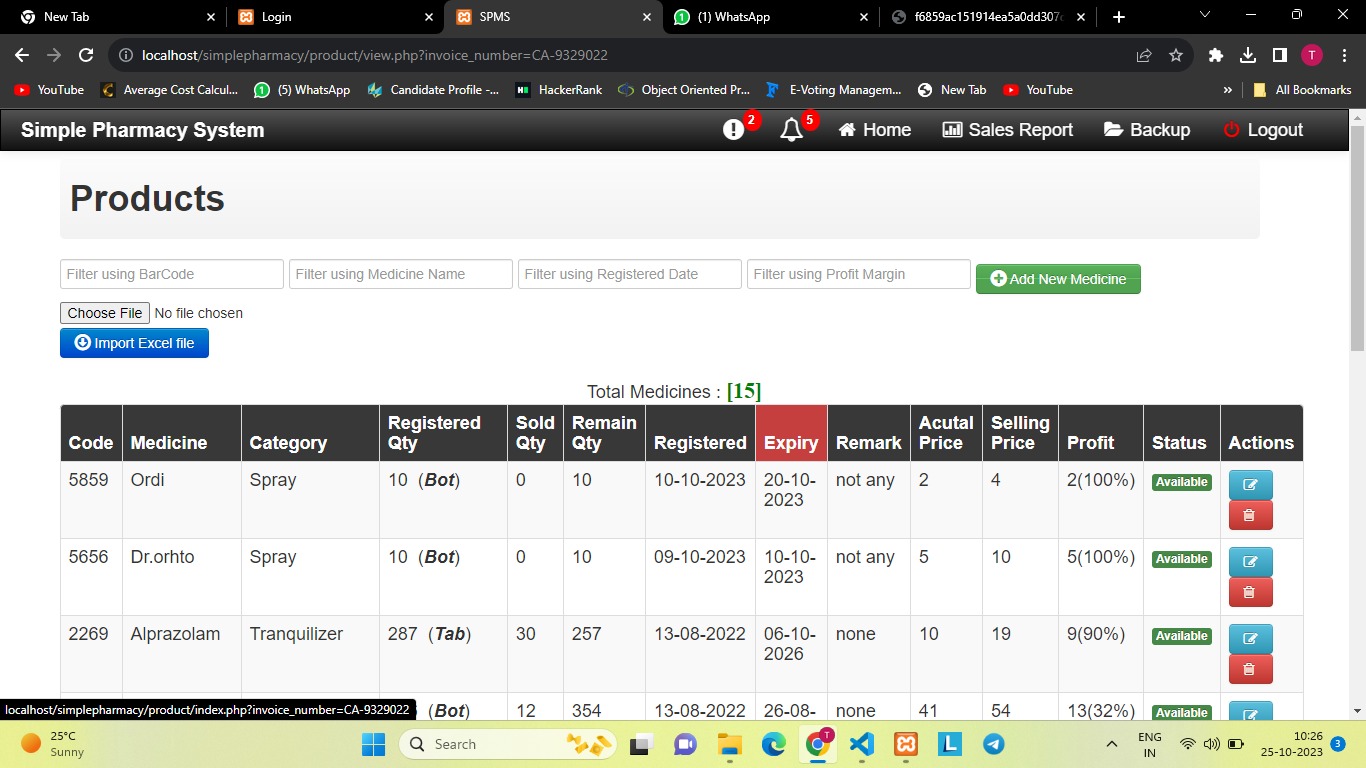 New Tab
Login
SPMS
(1) WhatsApp
f6859ac151914ea5a0dd307
localhost/simplepharmacy/product/view.php?invoice_number=CA-9329022
T
YouTube
Average Cost Calcul...
(5) WhatsApp
Candidate Profile -...
HackerRank
Object Oriented Pr...
E-Voting Managem...
New Tab
YouTube
»
All Bookmarks
Simple Pharmacy System
2
5
Home
Sales Report
Backup
Logout
Products
Filter using BarCode
Filter using Medicine Name
Filter using Registered Date
Filter using Profit Margin
Add New Medicine
Choose File No file chosen
Import Excel file
Total Medicines : [15]
Code Medicine Category Registered Qty Sold Qty Remain Qty Registered Expiry Remark Acutal Price Selling Price Profit Status Actions
5859 Ordi Spray 10 (Bot) 0 10 10-10-2023 20-10-2023 not any 2 4 2(100%) Available
5656 Dr.orhto Spray 10 (Bot) 0 10 09-10-2023 10-10-2023 not any 5 10 5(100%) Available
2269 Alprazolam Tranquilizer 287 (Tab) 30 257 13-08-2022 06-10-2026 none 10 19 9(90%) Available
(Bot) 12 354 13-08-2022 26-08- none 41 54 13(32%) Available
localhost/simplepharmacy/product/index.php?invoice_number=CA-9329022
25°C
Sunny
Search
T
ENG
IN
10:26
25-10-2023
3